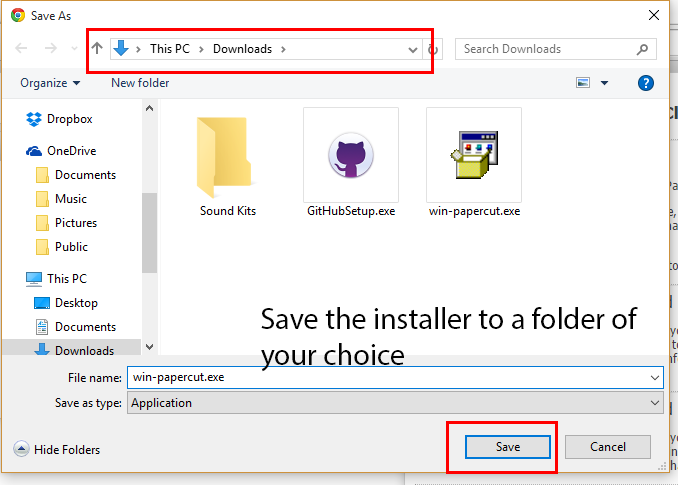 Save As
This PC > Downloads >
Search Downloads
Organize
New folder
Dropbox
OneDrive
Documents
Music
Pictures
Public
This PC
Desktop
Documents
Downloads
Sound Kits
GitHubSetup.exe
win-papercut.exe
Save the installer to a folder of
your choice
File name: win-papercut.exe
Save as type: Application
Hide Folders
Save
Cancel